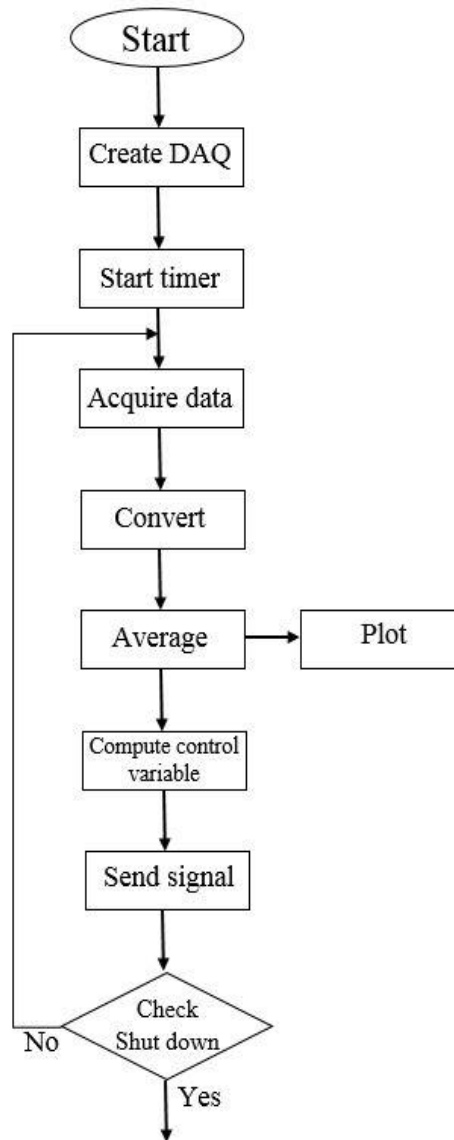 Start
Create DAQ
Start timer
Acquire data
Convert
Average
Plot
Compute control
variable
Send signal
Check
Shut down
No
Yes